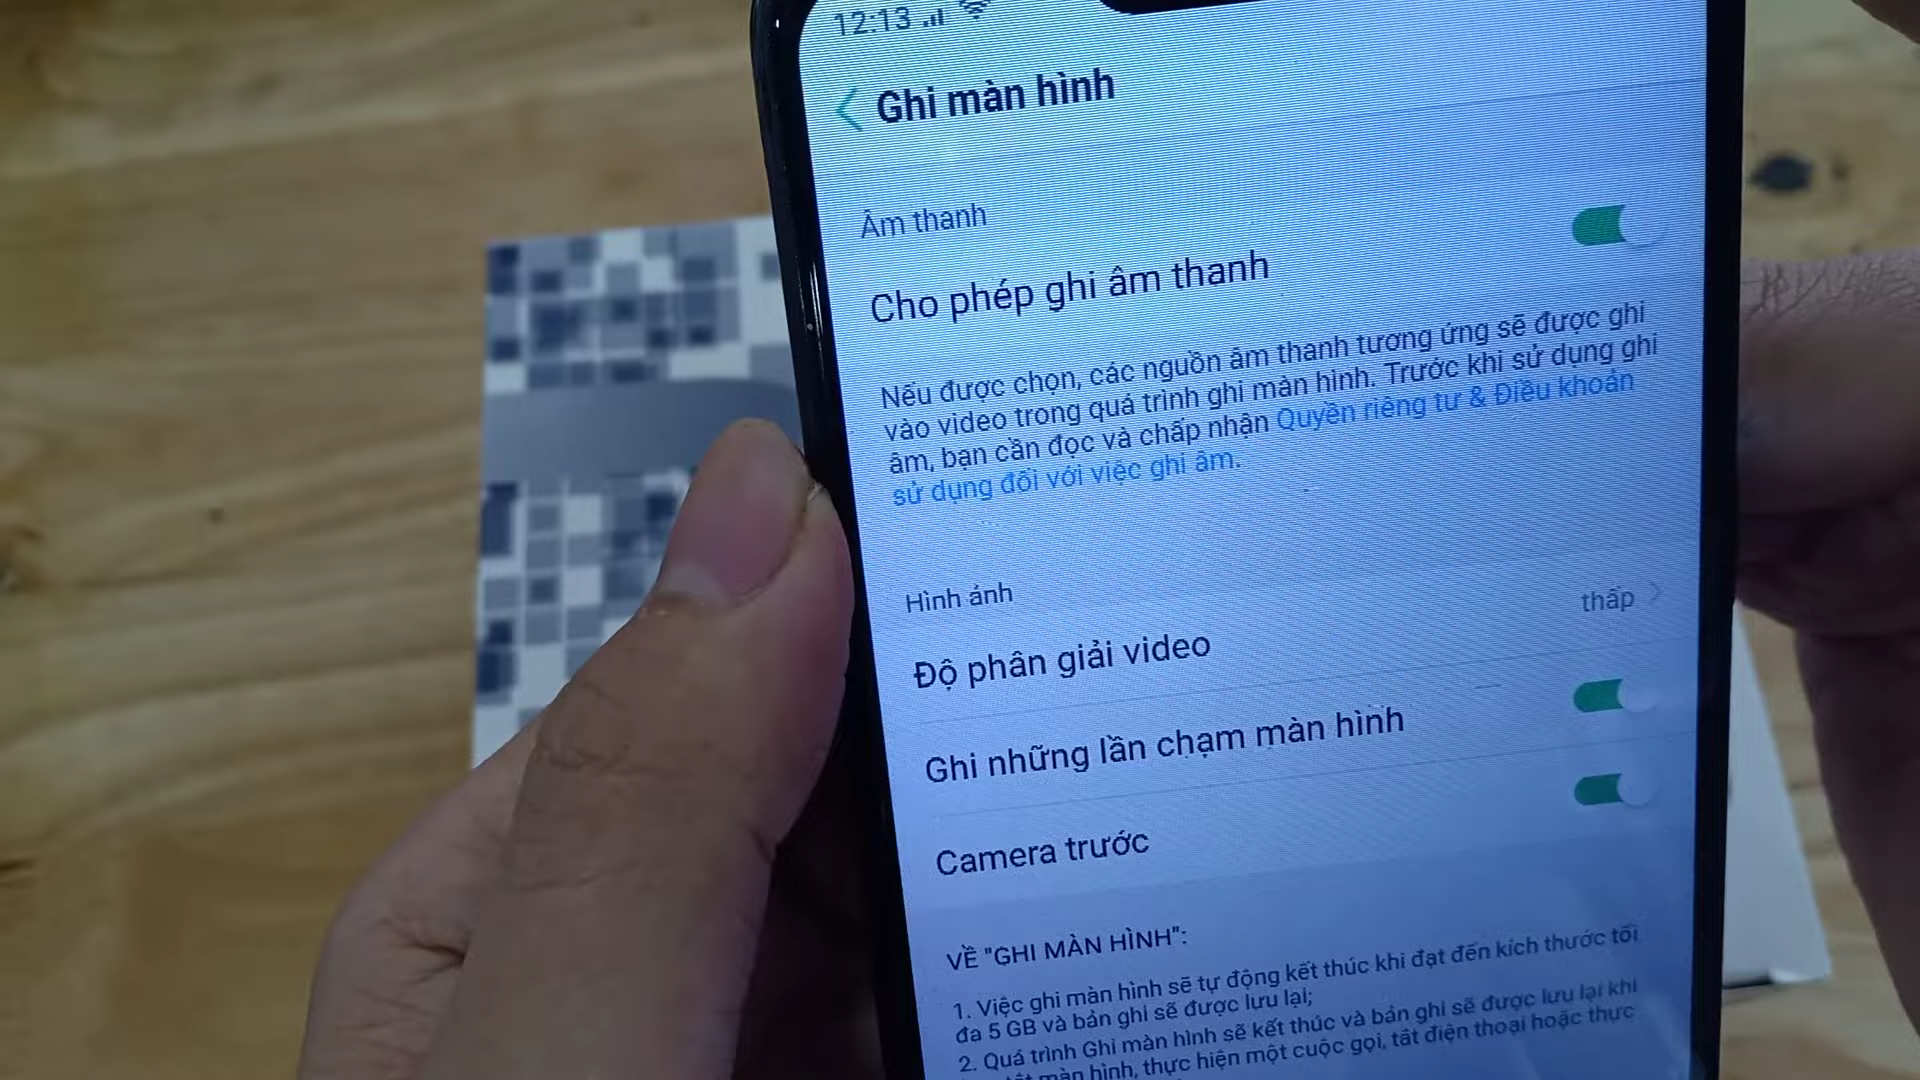 12:13
Ghi màn hình
Âm thanh
Cho phép ghi âm thanh
Nếu được chọn, các nguồn âm thanh tương ứng sẽ được ghi
vào video trong quá trình ghi màn hình. Trước khi sử dụng ghi
âm, bạn cần đọc và chấp nhận Quyền riêng tư & Điều khoản
sử dụng đối với việc ghi âm.
Hình ảnh
Độ phân giải video
thấp
Ghi những lần chạm màn hình
Camera trước
VỀ "GHI MÀN HÌNH":
1. Việc ghi màn hình sẽ tự động kết thúc khi đạt đến kích thước tối
đa 5 GB và bản ghi sẽ được lưu lại;
2. Quá trình Ghi màn hình sẽ kết thúc và bản ghi sẽ được lưu lại khi
màn hình, thực hiện một cuộc gọi, tắt điện thoại hoặc thực